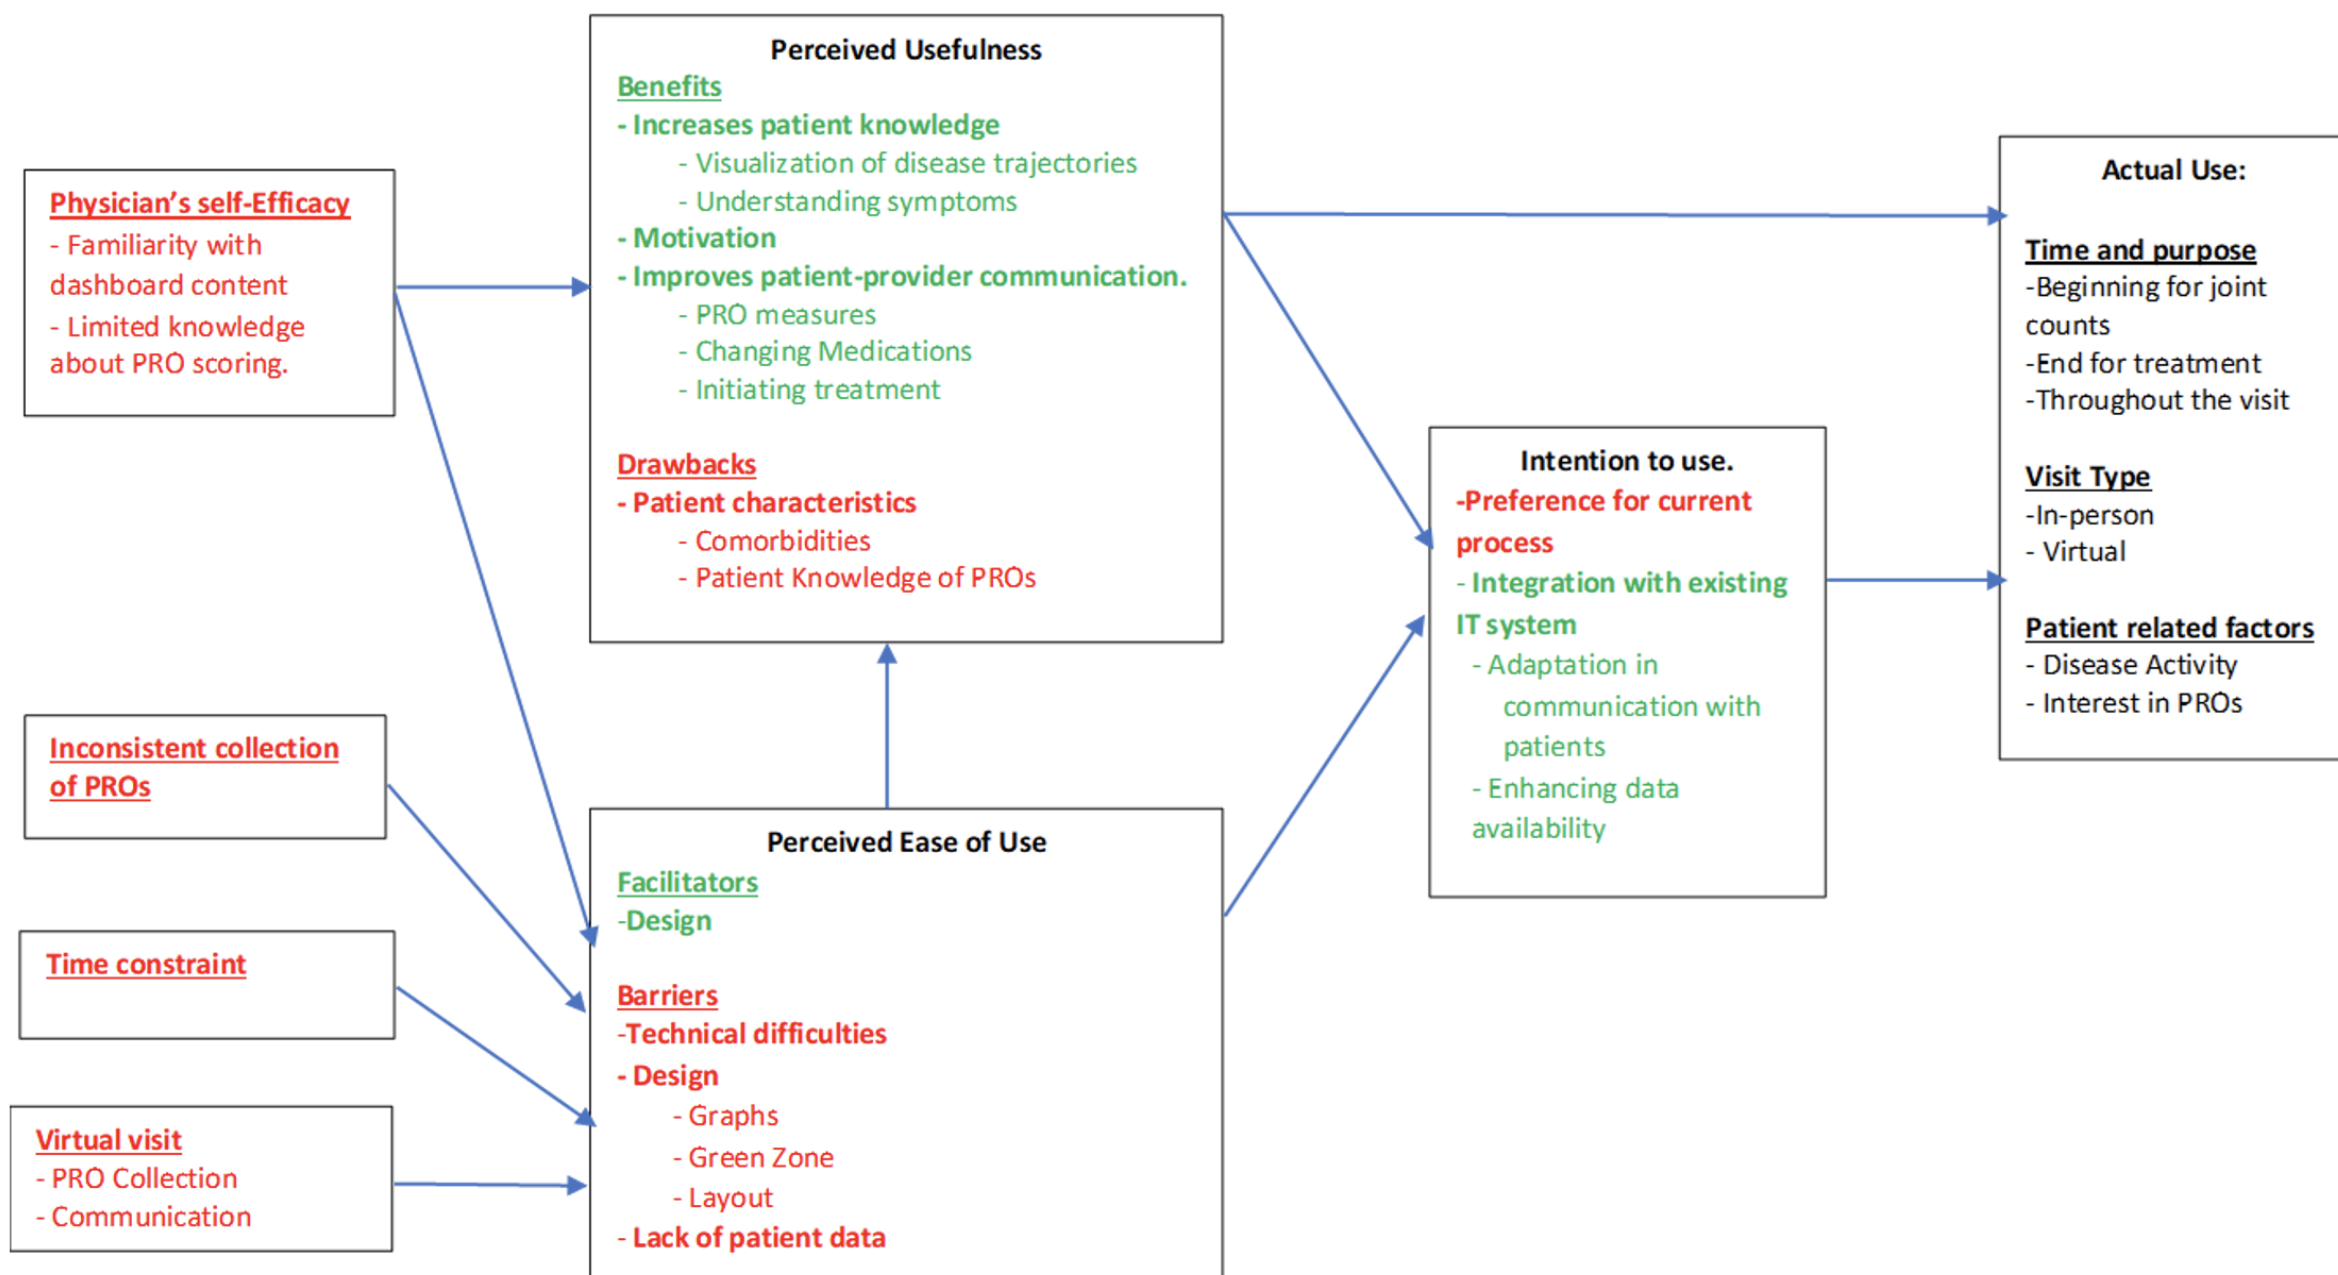 Perceived Usefulness
Benefits
- Increases patient knowledge
- Visualization of disease trajectories
- Understanding symptoms
- Motivation
- Improves patient-provider communication.
- PRO measures
- Changing Medications
- Initiating treatment
Drawbacks
- Patient characteristics
- Comorbidities
- Patient Knowledge of PROs
Physician’s self-Efficacy
- Familiarity with
dashboard content
- Limited knowledge
about PRO scoring.
Inconsistent collection
of PROs
Time constraint
Virtual visit
- PRO Collection
- Communication
Perceived Ease of Use
Facilitators
-Design
Barriers
-Technical difficulties
- Design
- Graphs
- Green Zone
- Layout
- Lack of patient data
Intention to use.
-Preference for current
process
- Integration with existing
IT system
- Adaptation in
communication with
patients
- Enhancing data
availability
Actual Use:
Time and purpose
-Beginning for joint
counts
-End for treatment
-Throughout the visit
Visit Type
-In-person
- Virtual
Patient related factors
- Disease Activity
- Interest in PROs